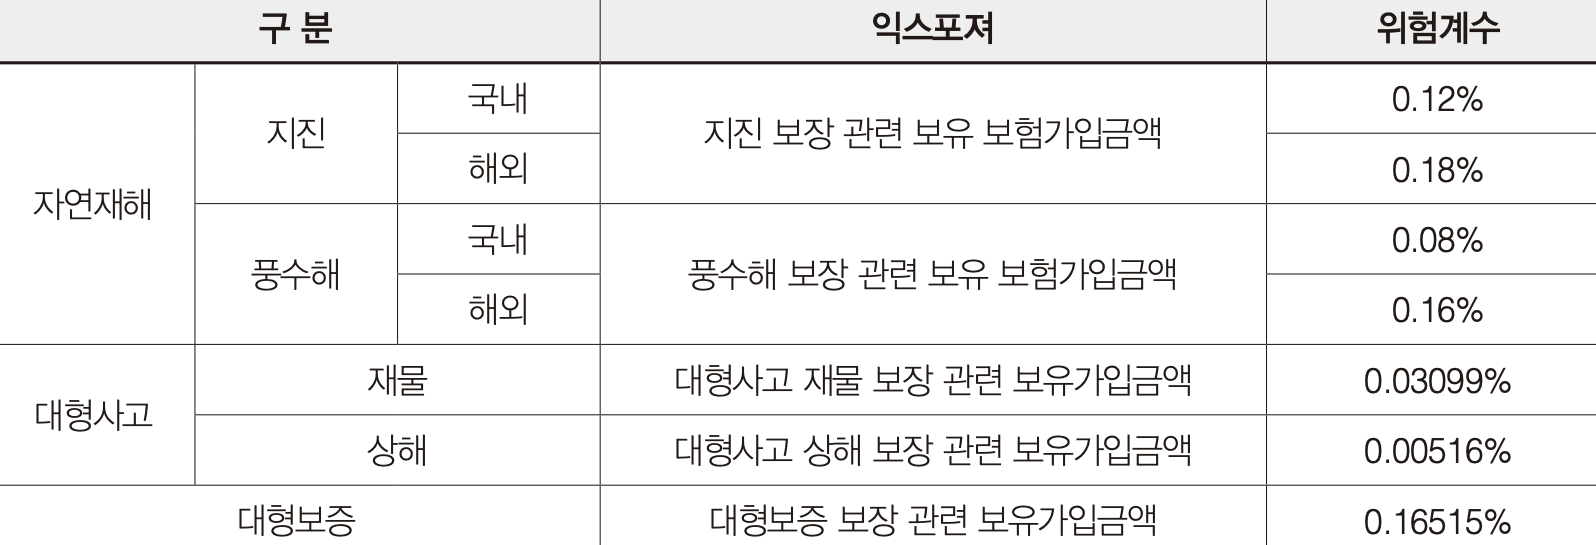 구 분 익스포져 위험계수
자연재해 지진 국내 지진 보장 관련 보유 보험가입금액 0.12%
해외 0.18%
풍수해 국내 풍수해 보장 관련 보유 보험가입금액 0.08%
해외 0.16%
대형사고 재물 대형사고 재물 보장 관련 보유가입금액 0.03099%
상해 대형사고 상해 보장 관련 보유가입금액 0.00516%
대형보증 대형보증 보장 관련 보유가입금액 0.16515%